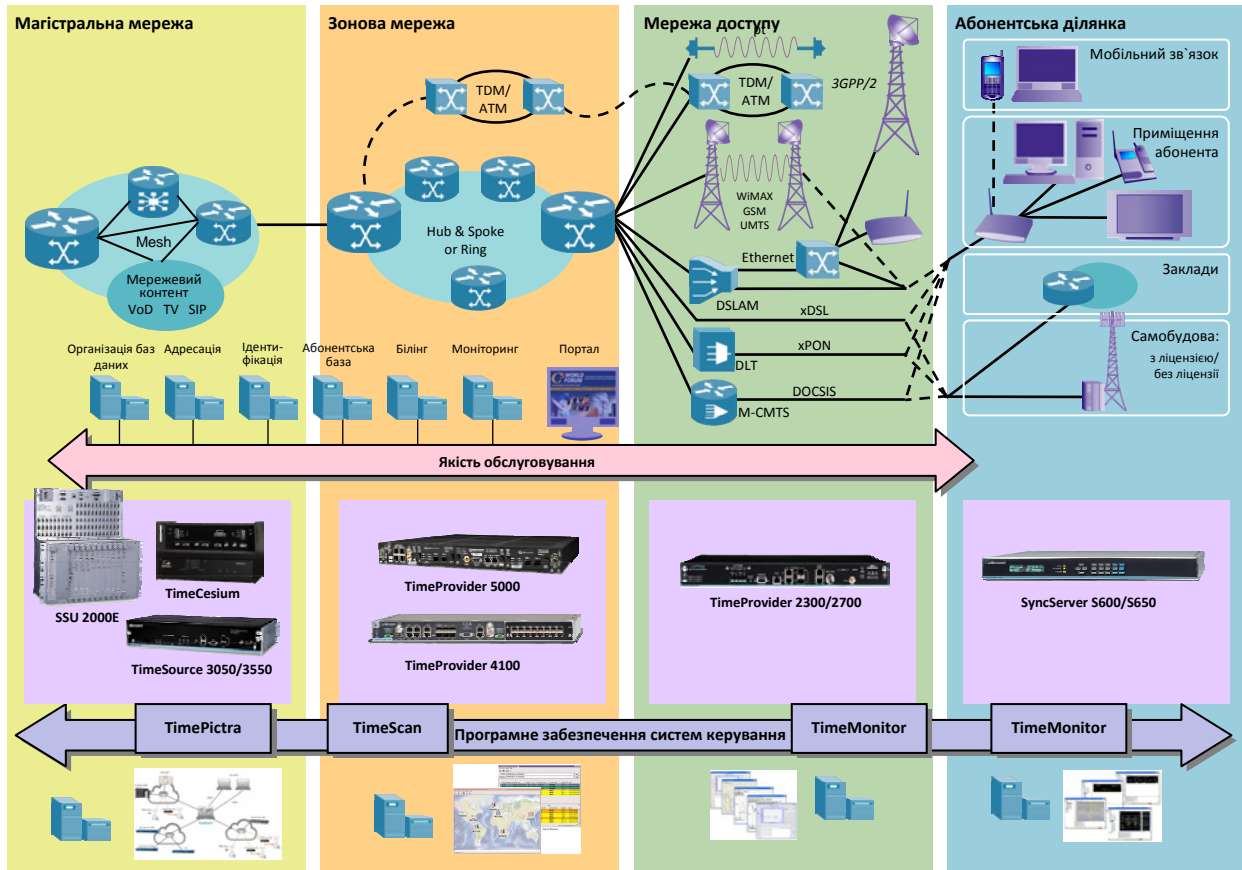 Магістральна мережа
Зонова мережа
Мережа доступу
Абонентська ділянка
Mesh
Мережевий
контент
VoD TV SIP
TDM/
ATM
Hub & Spoke
or Ring
pt
TDM/
ATM
3GPP/2
WiMAX
GSM
UMTS
Ethernet
DSLAM
xDSL
xPON
DLT
DOCSIS
M-CMTS
Мобільний зв`язок
Приміщення
абонента
Заклади
Самобудова:
з ліцензією/
без ліцензії
Організація баз
даних
Адресація
Іденти-
фікація
Абонентська
база
Білінг
Моніторинг
Портал
WORLD
FORUM
Якість обслуговування
SSU 2000E
TimeCesium
TimeSource 3050/3550
TimeProvider 5000
TimeProvider 4100
TimeProvider 2300/2700
SyncServer S600/S650
TimePictra
TimeScan
Програмне забезпечення систем керування
TimeMonitor
TimeMonitor